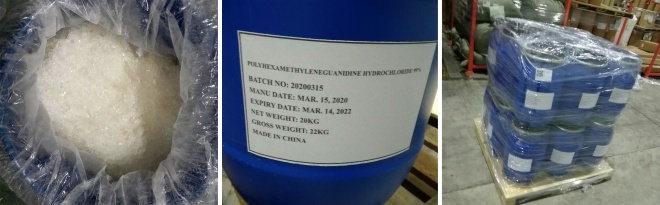 POLYHEXAMETHYLENEGUANIDINE HYDROCHLORIDE 99%
BATCH NO: 20200315
MANU DATE: MAR. 15, 2020
EXPIRY DATE: MAR. 14, 2022
NET WEIGHT: 20KG
GROSS WEIGHT: 22KG
MADE IN CHINA